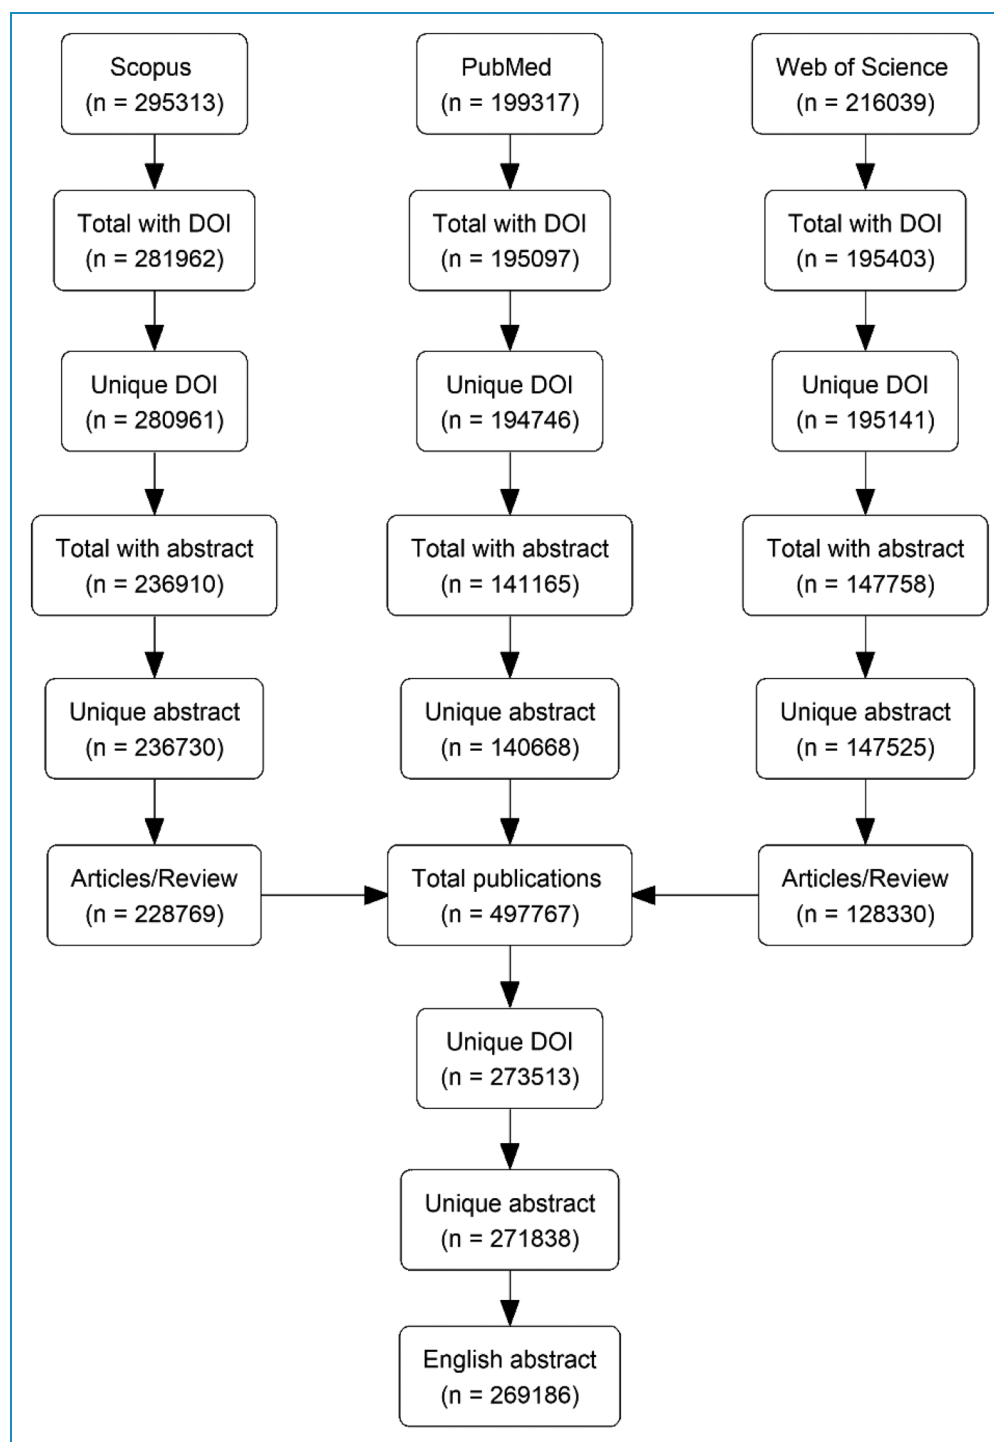 Scopus
(n = 295313)
PubMed
(n = 199317)
Web of Science
(n = 216039)
Total with DOI
(n = 281962)
Total with DOI
(n = 195097)
Total with DOI
(n = 195403)
Unique DOI
(n = 280961)
Unique DOI
(n = 194746)
Unique DOI
(n = 195141)
Total with abstract
(n = 236910)
Total with abstract
(n = 141165)
Total with abstract
(n = 147758)
Unique abstract
(n = 236730)
Unique abstract
(n = 140668)
Unique abstract
(n = 147525)
Articles/Review
(n = 228769)
Total publications
(n = 497767)
Articles/Review
(n = 128330)
Unique DOI
(n = 273513)
Unique abstract
(n = 271838)
English abstract
(n = 269186)